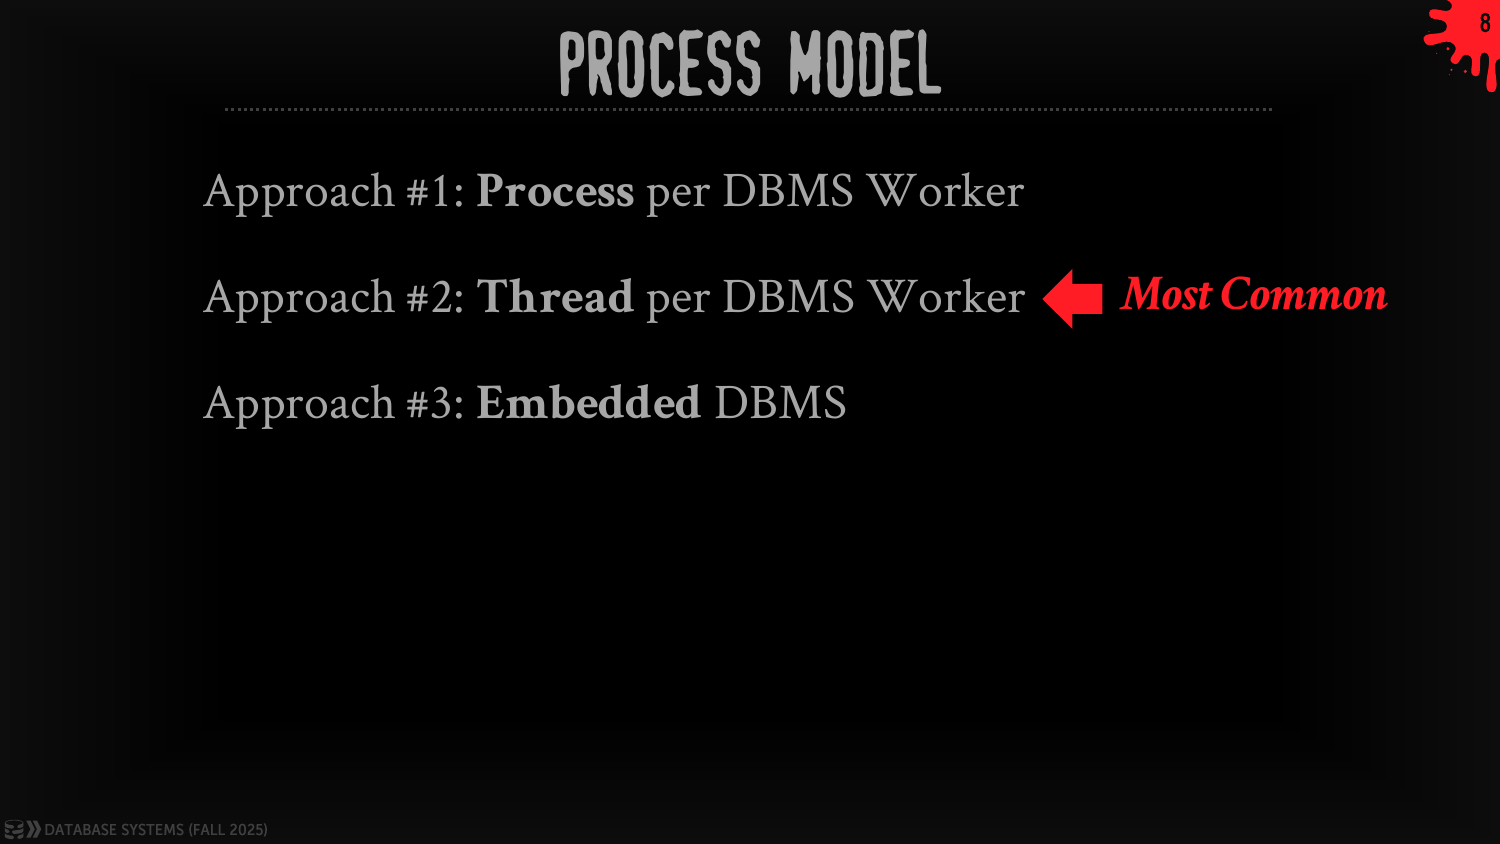 8
PROCESS MODEL
Approach #1: Process per DBMS Worker
Approach #2: Thread per DBMS Worker
Most Common
Approach #3: Embedded DBMS
DATABASE SYSTEMS (FALL 2025)